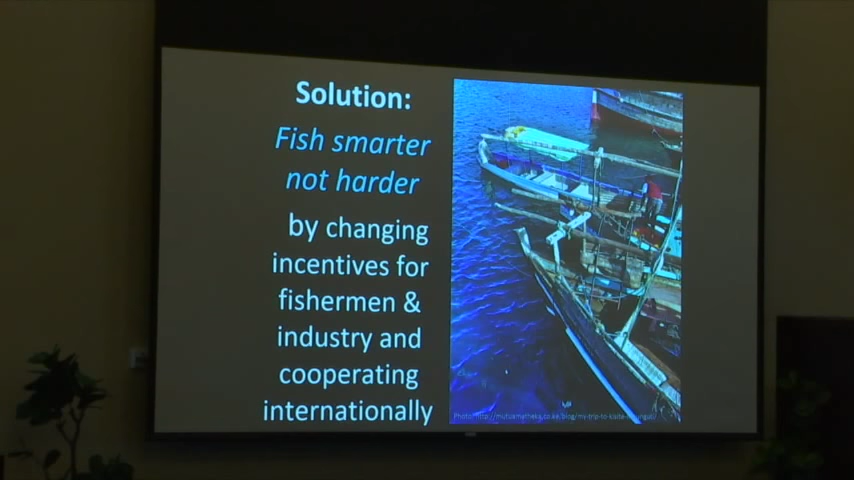 Solution:
Fish smarter
not harder
by changing
incentives for
fishermen &
industry and
cooperating
internationally